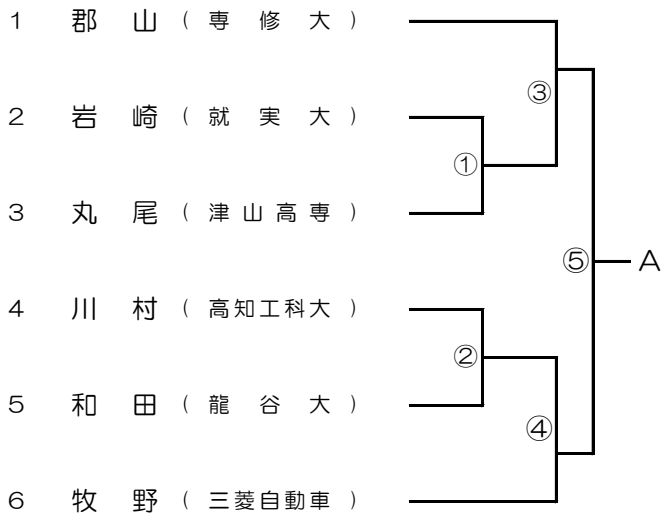 1 郡山 (専修大)
③
2 岩崎 (就実大)
①
3 丸尾 (津山高専)
⑤ A
4 川村 (高知工科大)
②
5 和田 (龍谷大)
④
6 牧野 (三菱自動車)